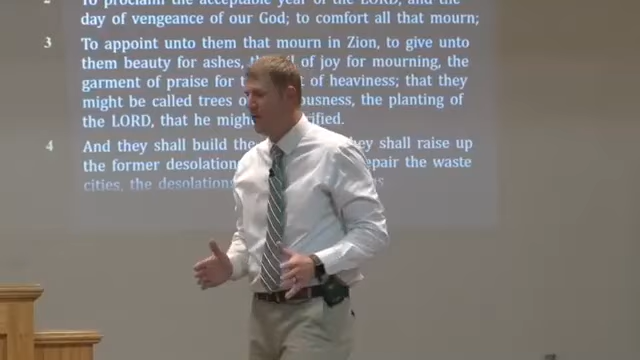 2 To proclaim the acceptable year of the LORD, and the
day of vengeance of our God; to comfort all that mourn;
3 To appoint unto them that mourn in Zion, to give unto
them beauty for ashes, of joy for mourning, the
garment of praise for of heaviness; that they
might be called trees the planting of
the LORD, that he
4 And they shall build they shall raise up
the former repair the waste
cities, the